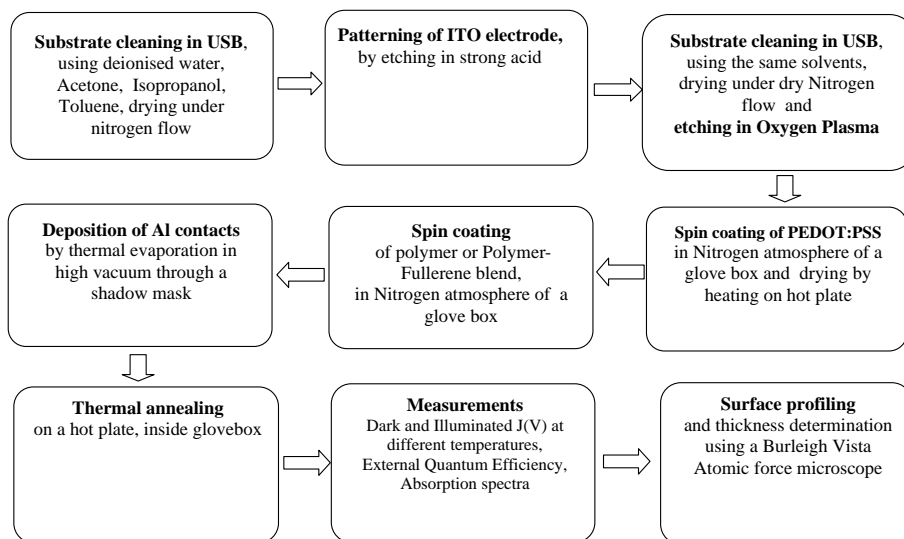 Substrate cleaning in USB,
using deionised water,
Acetone, Isopropanol,
Toluene, drying under
nitrogen flow
Patterning of ITO electrode,
by etching in strong acid
Substrate cleaning in USB,
using the same solvents,
drying under dry Nitrogen
flow and
etching in Oxygen Plasma
Spin coating of PEDOT:PSS
in Nitrogen atmosphere of a
glove box and drying by
heating on hot plate
Spin coating
of polymer or Polymer-
Fullerene blend,
in Nitrogen atmosphere of a
glove box
Deposition of Al contacts
by thermal evaporation in
high vacuum through a
shadow mask
Thermal annealing
on a hot plate, inside glovebox
Measurements
Dark and Illuminated J(V) at
different temperatures,
External Quantum Efficiency,
Absorption spectra
Surface profiling
and thickness determination
using a Burleigh Vista
Atomic force microscope